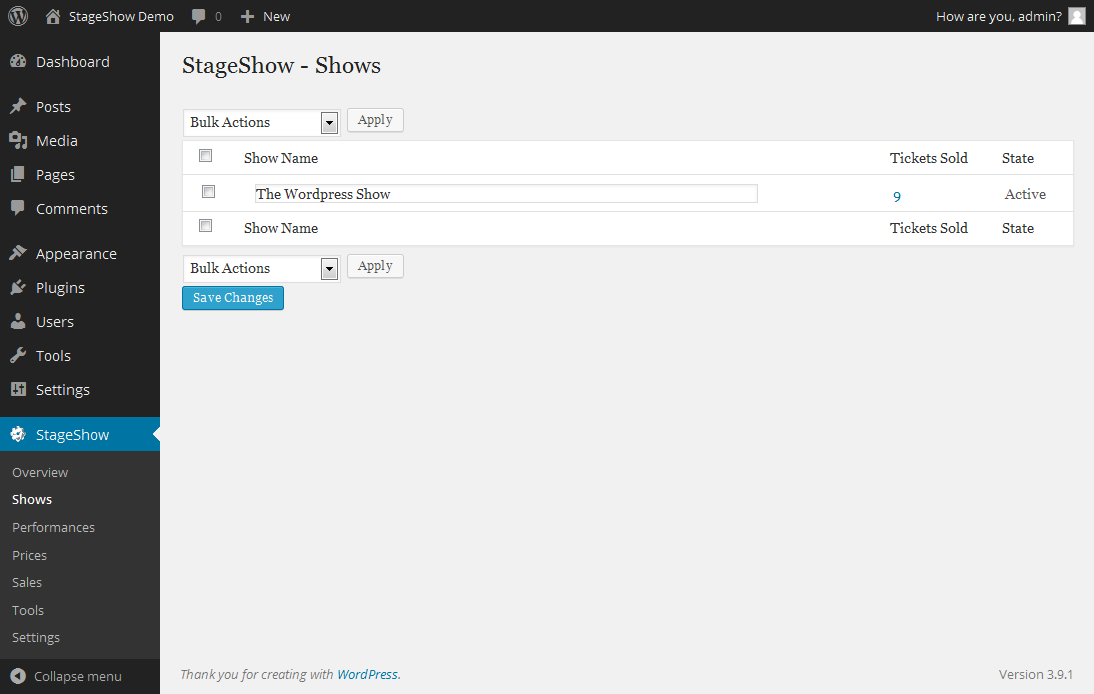 StageShow Demo 0 New How are you, admin?
Dashboard
Posts
Media
Pages
Comments
Appearance
Plugins
Users
Tools
Settings
StageShow
Overview
Shows
Performances
Prices
Sales
Tools
Settings
Collapse menu
StageShow - Shows
Bulk Actions Apply
Show Name Tickets Sold State
The Wordpress Show 9 Active
Show Name Tickets Sold State
Bulk Actions Apply
Save Changes
Thank you for creating with WordPress. Version 3.9.1